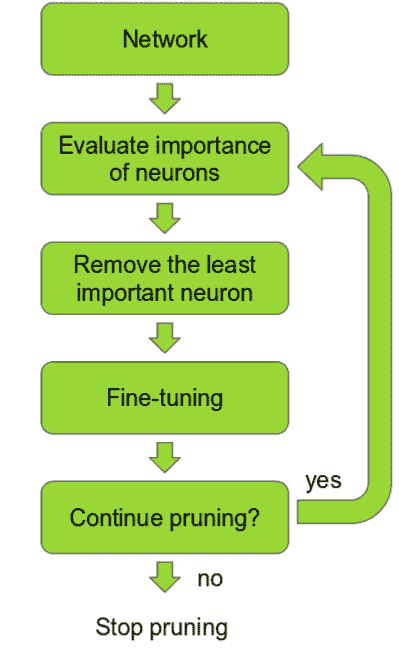 Network
Evaluate importance
of neurons
Remove the least
important neuron
Fine-tuning
yes
Continue pruning?
no
Stop pruning